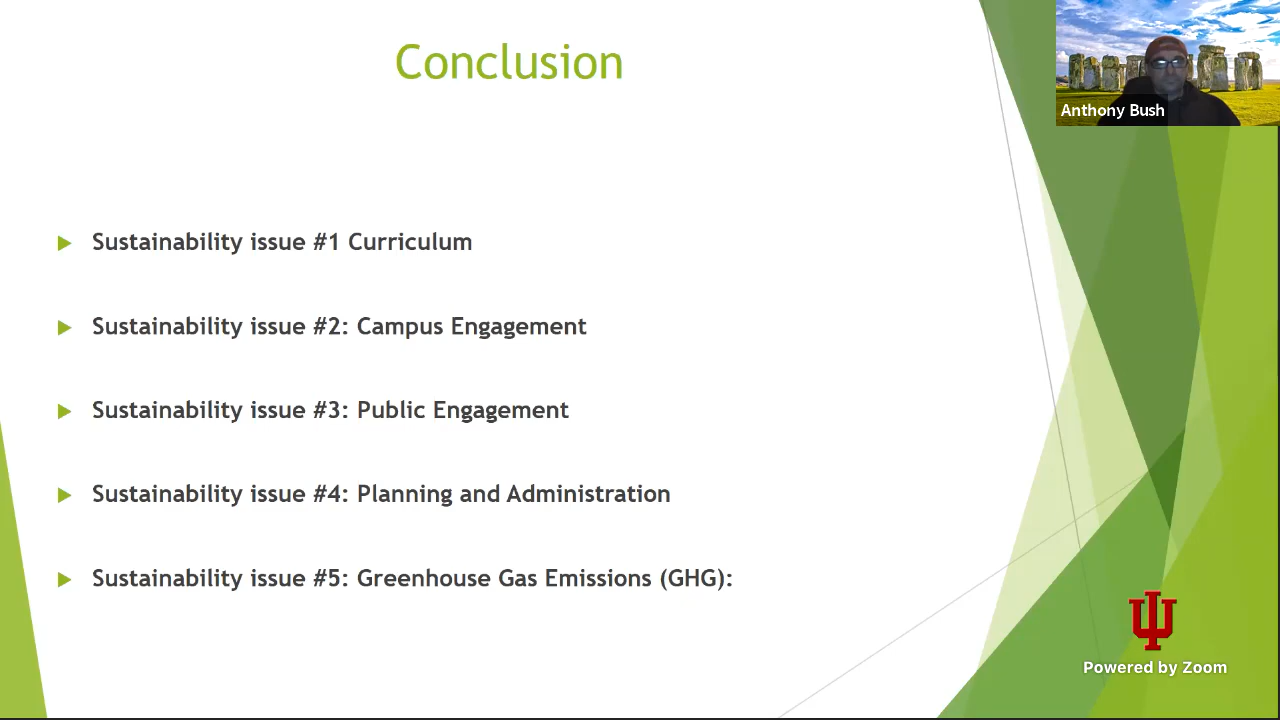 Conclusion
Anthony Bush
Sustainability issue #1 Curriculum
Sustainability issue #2: Campus Engagement
Sustainability issue #3: Public Engagement
Sustainability issue #4: Planning and Administration
Sustainability issue #5: Greenhouse Gas Emissions (GHG):
Powered by Zoom